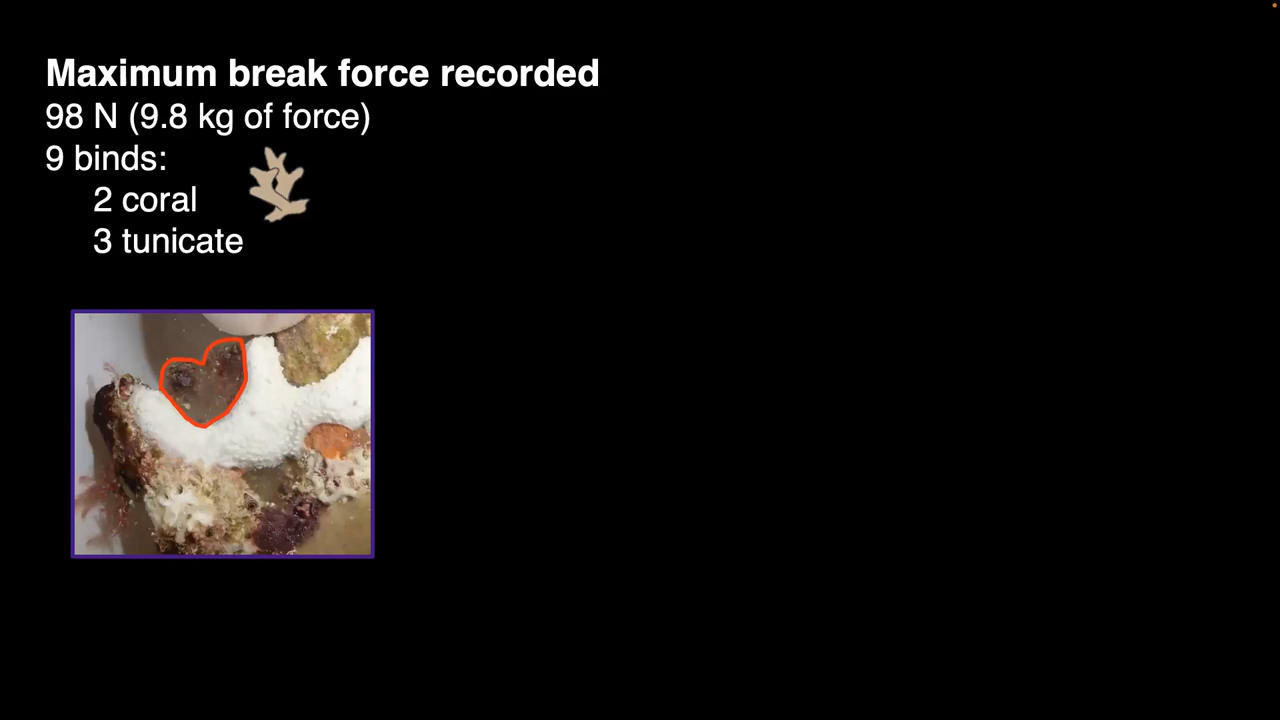 Maximum break force recorded
98 N (9.8 kg of force)
9 binds:
2 coral
3 tunicate